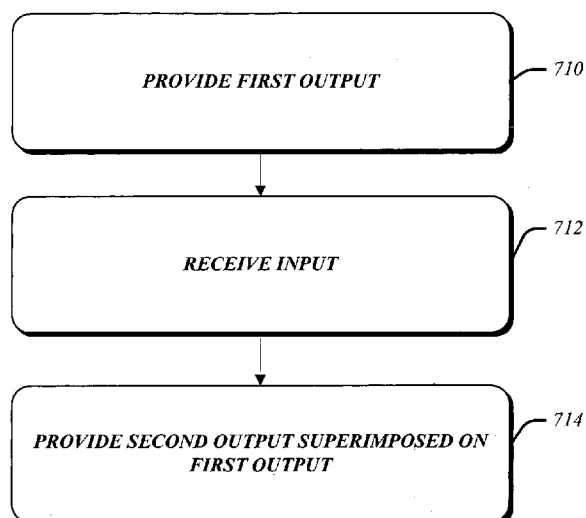 PROVIDE FIRST OUTPUT
710
RECEIVE INPUT
712
PROVIDE SECOND OUTPUT SUPERIMPOSED ON
FIRST OUTPUT
714